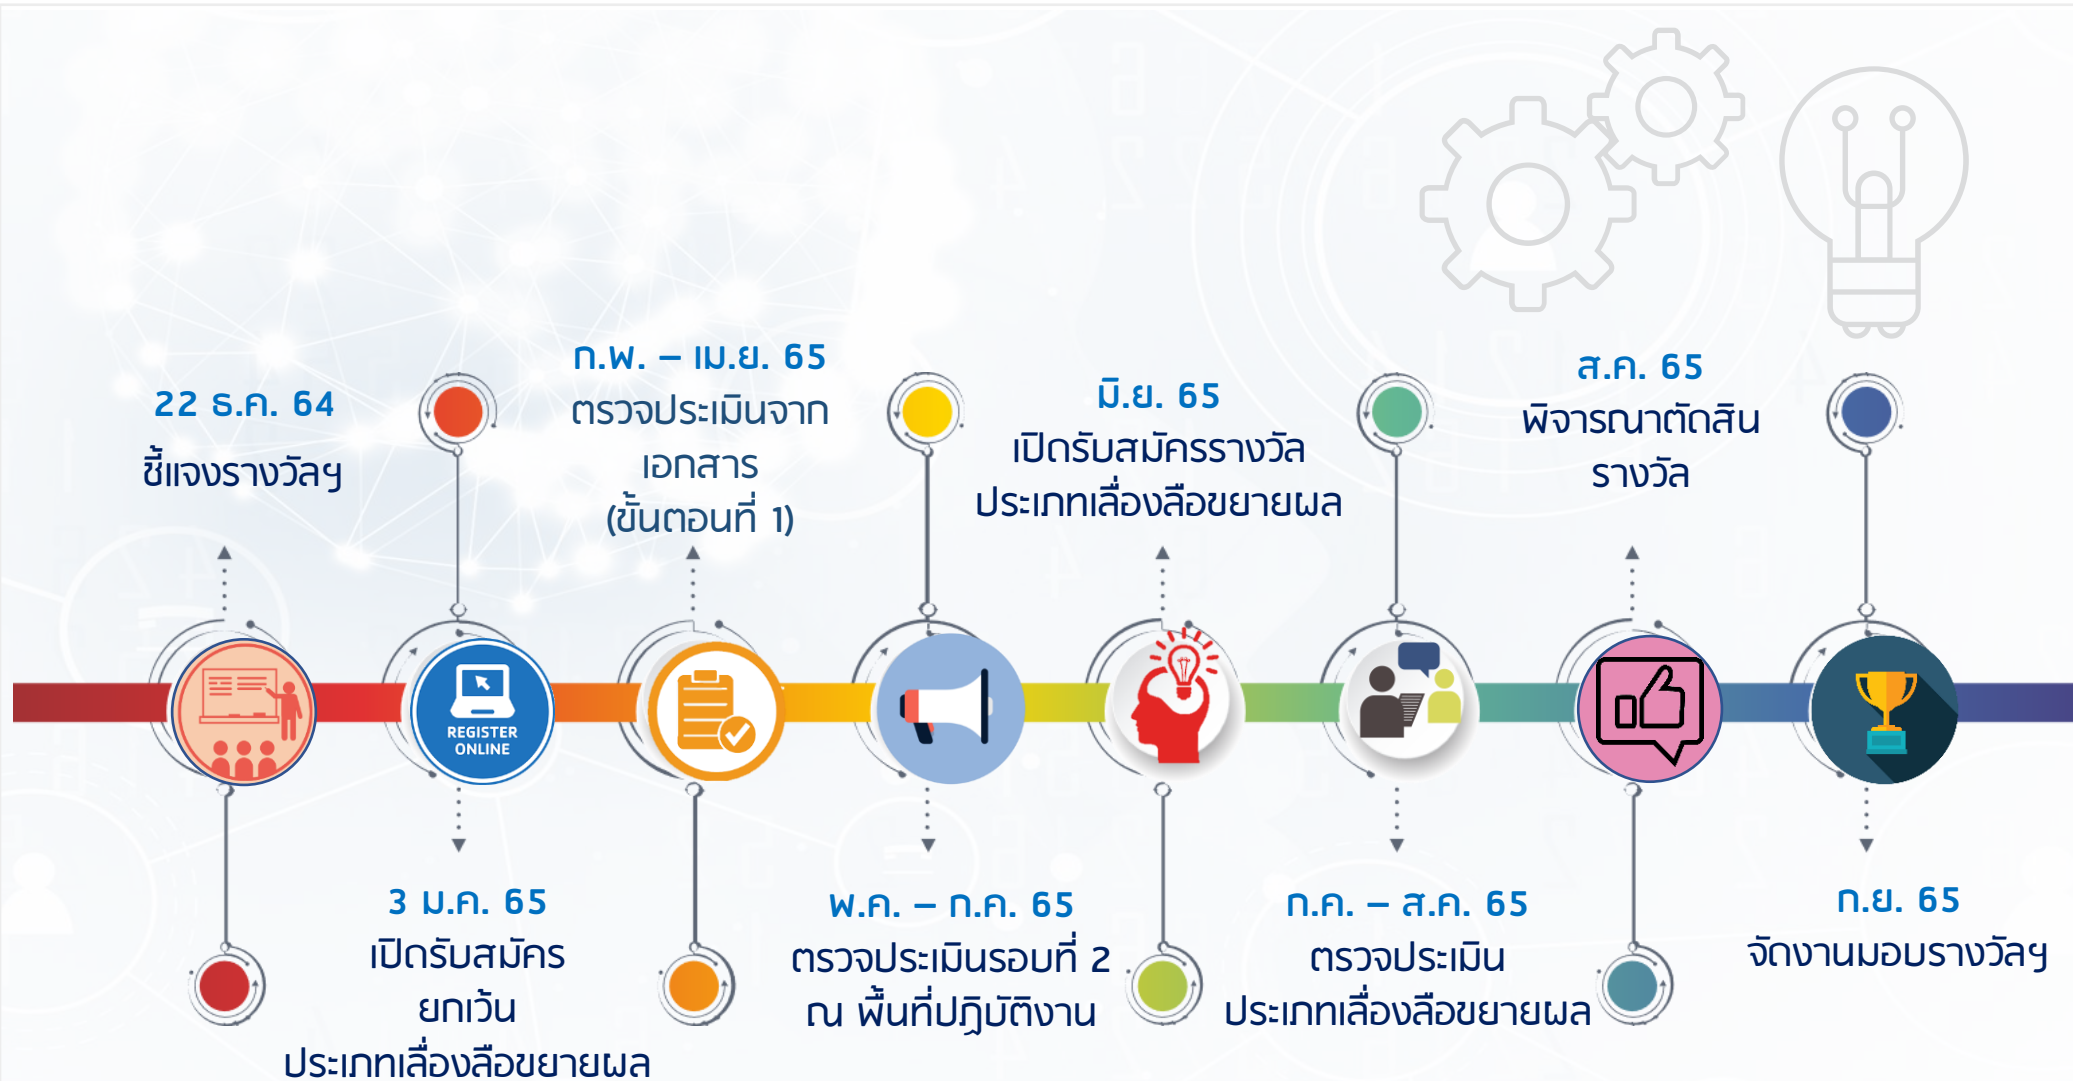 22 ธ.ค. 64
ชี้แจงรางวัลฯ
REGISTER
ONLINE
3 ม.ค. 65
เปิดรับสมัคร
ยกเว้น
ประเภทเลื่องลือขยายผล
ก.พ. – เม.ย. 65
ตรวจประเมินจาก
เอกสาร
(ขั้นตอนที่ 1)
พ.ค. – ก.ค. 65
ตรวจประเมินรอบที่ 2
ณ พื้นที่ปฏิบัติงาน
มิ.ย. 65
เปิดรับสมัครรางวัล
ประเภทเลื่องลือขยายผล
ก.ค. – ส.ค. 65
ตรวจประเมิน
ประเภทเลื่องลือขยายผล
ส.ค. 65
พิจารณาตัดสิน
รางวัล
ก.ย. 65
จัดงานมอบรางวัลฯ